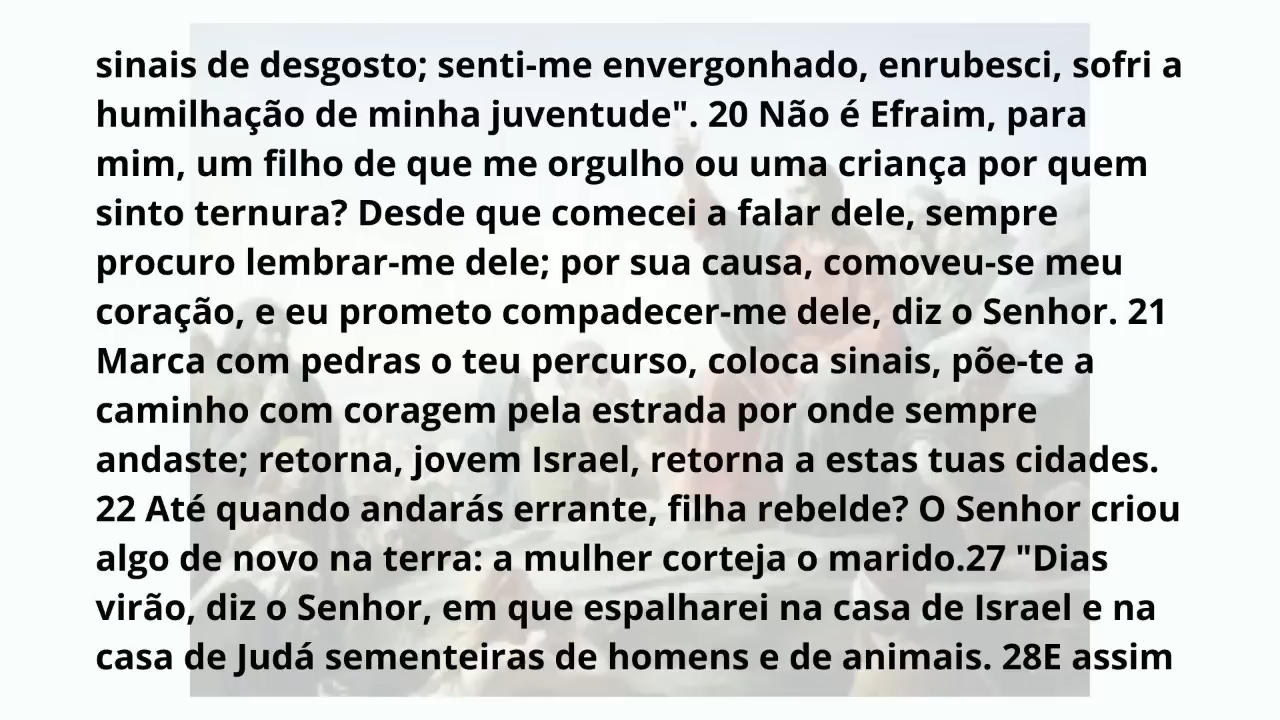 sinais de desgosto; senti-me envergonhado, enrubesci, sofri a
humilhação de minha juventude". 20 Não é Efraim, para
mim, um filho de que me orgulho ou uma criança por quem
sinto ternura? Desde que comecei a falar dele, sempre
procuro lembrar-me dele; por sua causa, comoveu-se meu
coração, e eu prometo compadecer-me dele, diz o Senhor. 21
Marca com pedras o teu percurso, coloca sinais, põe-te a
caminho com coragem pela estrada por onde sempre
andaste; retorna, jovem Israel, retorna a estas tuas cidades.
22 Até quando andarás errante, filha rebelde? O Senhor criou
algo de novo na terra: a mulher corteja o marido.27 "Dias
virão, diz o Senhor, em que espalharei na casa de Israel e na
casa de Judá sementeiras de homens e de animais. 28E assim